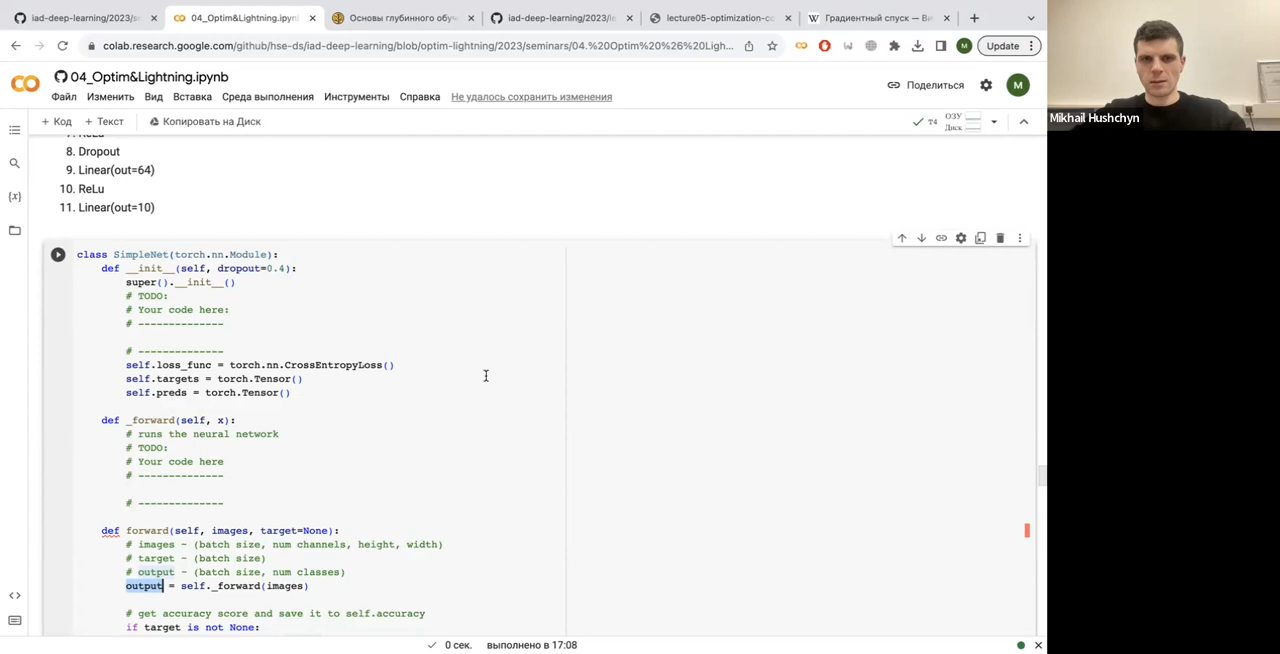 iad-deep-learning/2023/se
04_Optim&Lightning.ipynb
Основы глубинного обуч
iad-deep-learning/2023/le
lecture05-optimization-co
Градиентный спуск — Ви
colab.research.google.com/github/hse-ds/iad-deep-learning/blob/optim-lightning/2023/seminars/04.%20Optim%20%26%20Ligh...
M
Update
Mikhail Hushchyn
CO
04_Optim&Lightning.ipynb
Файл Изменить Вид Вставка Среда выполнения Инструменты Справка Не удалось сохранить изменения
Поделиться
M
+ Код + Текст Копировать на Диск
T4
ОЗУ
Диск
7. ReLu
8. Dropout
9. Linear(out=64)
10. ReLu
11. Linear(out=10)
class SimpleNet(torch.nn.Module):
def __init__(self, dropout=0.4):
super().__init__()
# TODO:
# Your code here:
# --------------
# --------------
self.loss_func = torch.nn.CrossEntropyLoss()
self.targets = torch.Tensor()
self.preds = torch.Tensor()
def _forward(self, x):
# runs the neural network
# TODO:
# Your code here
# --------------
# --------------
def forward(self, images, target=None):
# images ~ (batch size, num channels, height, width)
# target ~ (batch size)
# output ~ (batch size, num classes)
output = self._forward(images)
# get accuracy score and save it to self.accuracy
if target is not None:
0 сек. выполнено в 17:08